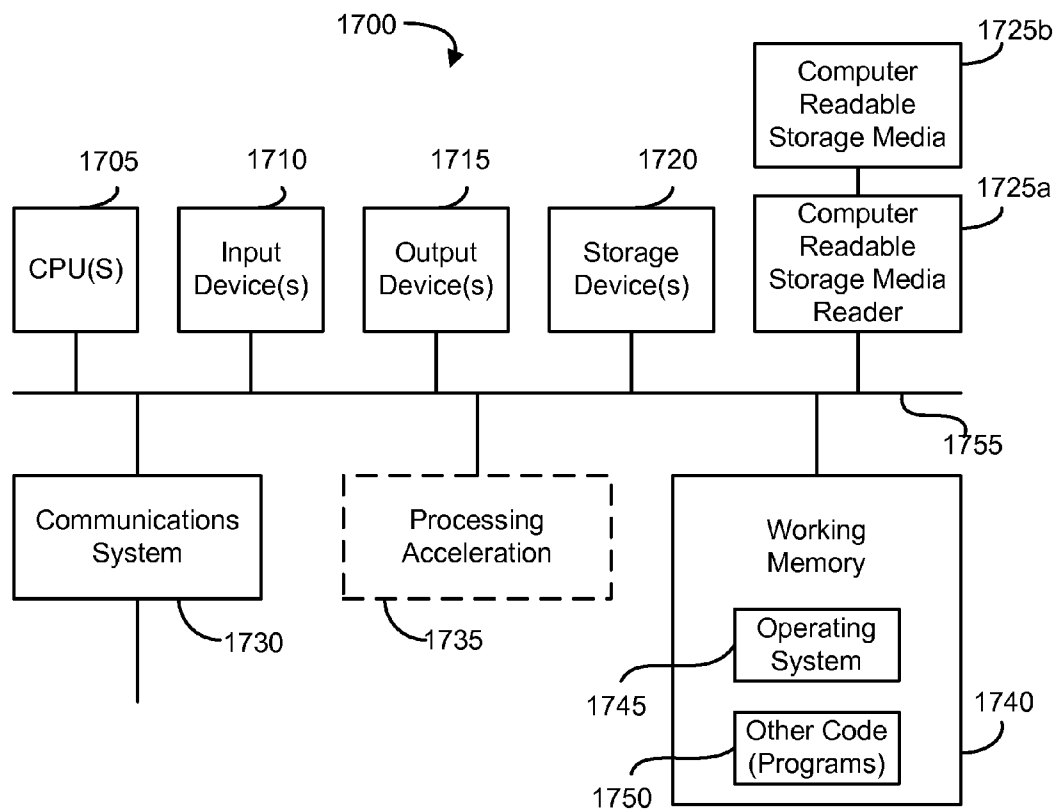 1700
1725b
Computer
Readable
Storage Media
1705
1710
1715
1720
1725a
CPU(S)
Input
Device(s)
Output
Device(s)
Storage
Device(s)
Computer
Readable
Storage Media
Reader
1755
Communications
System
Processing
Acceleration
Working
Memory
1730
1735
Operating
System
1745
1740
Other Code
(Programs)
1750